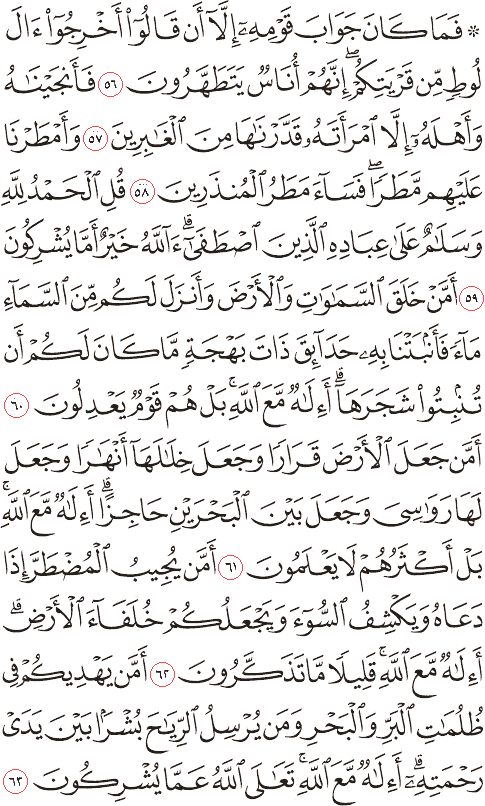 ۞ فَمَا كَانَ جَوَابَ قَوْمِهِۦٓ إِلَّآ أَن قَالُوٓا۟ أَخْرِجُوٓا۟ ءَالَ
لُوطٍ مِّن قَرْيَتِكُمْ ۖ إِنَّهُمْ أُنَاسٌ يَتَطَهَّرُونَ ٥٦ فَأَنجَيْنَـٰهُ
وَأَهْلَهُۥٓ إِلَّا ٱمْرَأَتَهُۥ قَدَّرْنَـٰهَا مِنَ ٱلْغَـٰبِرِينَ ٥٧ وَأَمْطَرْنَا
عَلَيْهِم مَّطَرًا ۖ فَسَآءَ مَطَرُ ٱلْمُنذَرِينَ ٥٨ قُلِ ٱلْحَمْدُ لِلَّهِ
وَسَلَـٰمٌ عَلَىٰ عِبَادِهِ ٱلَّذِينَ ٱصْطَفَىٰٓ ۗ ءَآللَّهُ خَيْرٌ أَمَّا يُشْرِكُونَ
٥٩ أَمَّنْ خَلَقَ ٱلسَّمَـٰوَٰتِ وَٱلْأَرْضَ وَأَنزَلَ لَكُم مِّنَ ٱلسَّمَآءِ
مَآءً فَأَنۢبَتْنَا بِهِۦ حَدَآئِقَ ذَاتَ بَهْجَةٍ مَّا كَانَ لَكُمْ أَن
تُنۢبِتُوا۟ شَجَرَهَآ ۗ أَءِلَـٰهٌ مَّعَ ٱللَّهِ ۚ بَلْ هُمْ قَوْمٌ يَعْدِلُونَ ٦٠
أَمَّن جَعَلَ ٱلْأَرْضَ قَرَارًا وَجَعَلَ خِلَـٰلَهَآ أَنْهَـٰرًا وَجَعَلَ
لَهَا رَوَٰسِىَ وَجَعَلَ بَيْنَ ٱلْبَحْرَيْنِ حَاجِزًا ۗ أَءِلَـٰهٌ مَّعَ ٱللَّهِ ۚ
بَلْ أَكْثَرُهُمْ لَا يَعْلَمُونَ ٦١ أَمَّن يُجِيبُ ٱلْمُضْطَرَّ إِذَا
دَعَاهُ وَيَكْشِفُ ٱلسُّوٓءَ وَيَجْعَلُكُمْ خُلَفَآءَ ٱلْأَرْضِ ۗ
أَءِلَـٰهٌ مَّعَ ٱللَّهِ ۚ قَلِيلًا مَّا تَذَكَّرُونَ ٦٢ أَمَّن يَهْدِيكُمْ فِى
ظُلُمَـٰتِ ٱلْبَرِّ وَٱلْبَحْرِ وَمَن يُرْسِلُ ٱلرِّيَـٰحَ بُشْرًۢا بَيْنَ يَدَىْ
رَحْمَتِهِۦٓ ۗ أَءِلَـٰهٌ مَّعَ ٱللَّهِ ۚ تَعَـٰلَى ٱللَّهُ عَمَّا يُشْرِكُونَ ٦٣